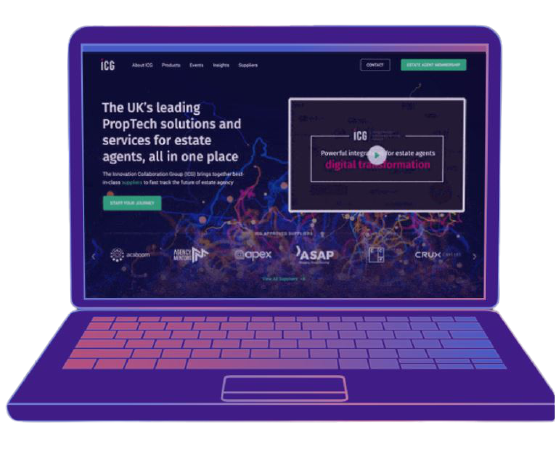 iCG
About ICG Products Events Insights Suppliers
CONTACT
ESTATE AGENT MEMBERSHIP
The UK's leading
PropTech solutions and
services for estate
agents, all in one place
The Innovation Collaboration Group (ICG) brings together best-
in-class suppliers to fast track the future of estate agency
START YOUR JOURNEY
iCG
Powerful for estate agents
digital transformation
ICG APPROVED SUPPLIERS
acaboom
AGENCY
MENTORS
apex
ASAP
CRUX
View all Suppliers